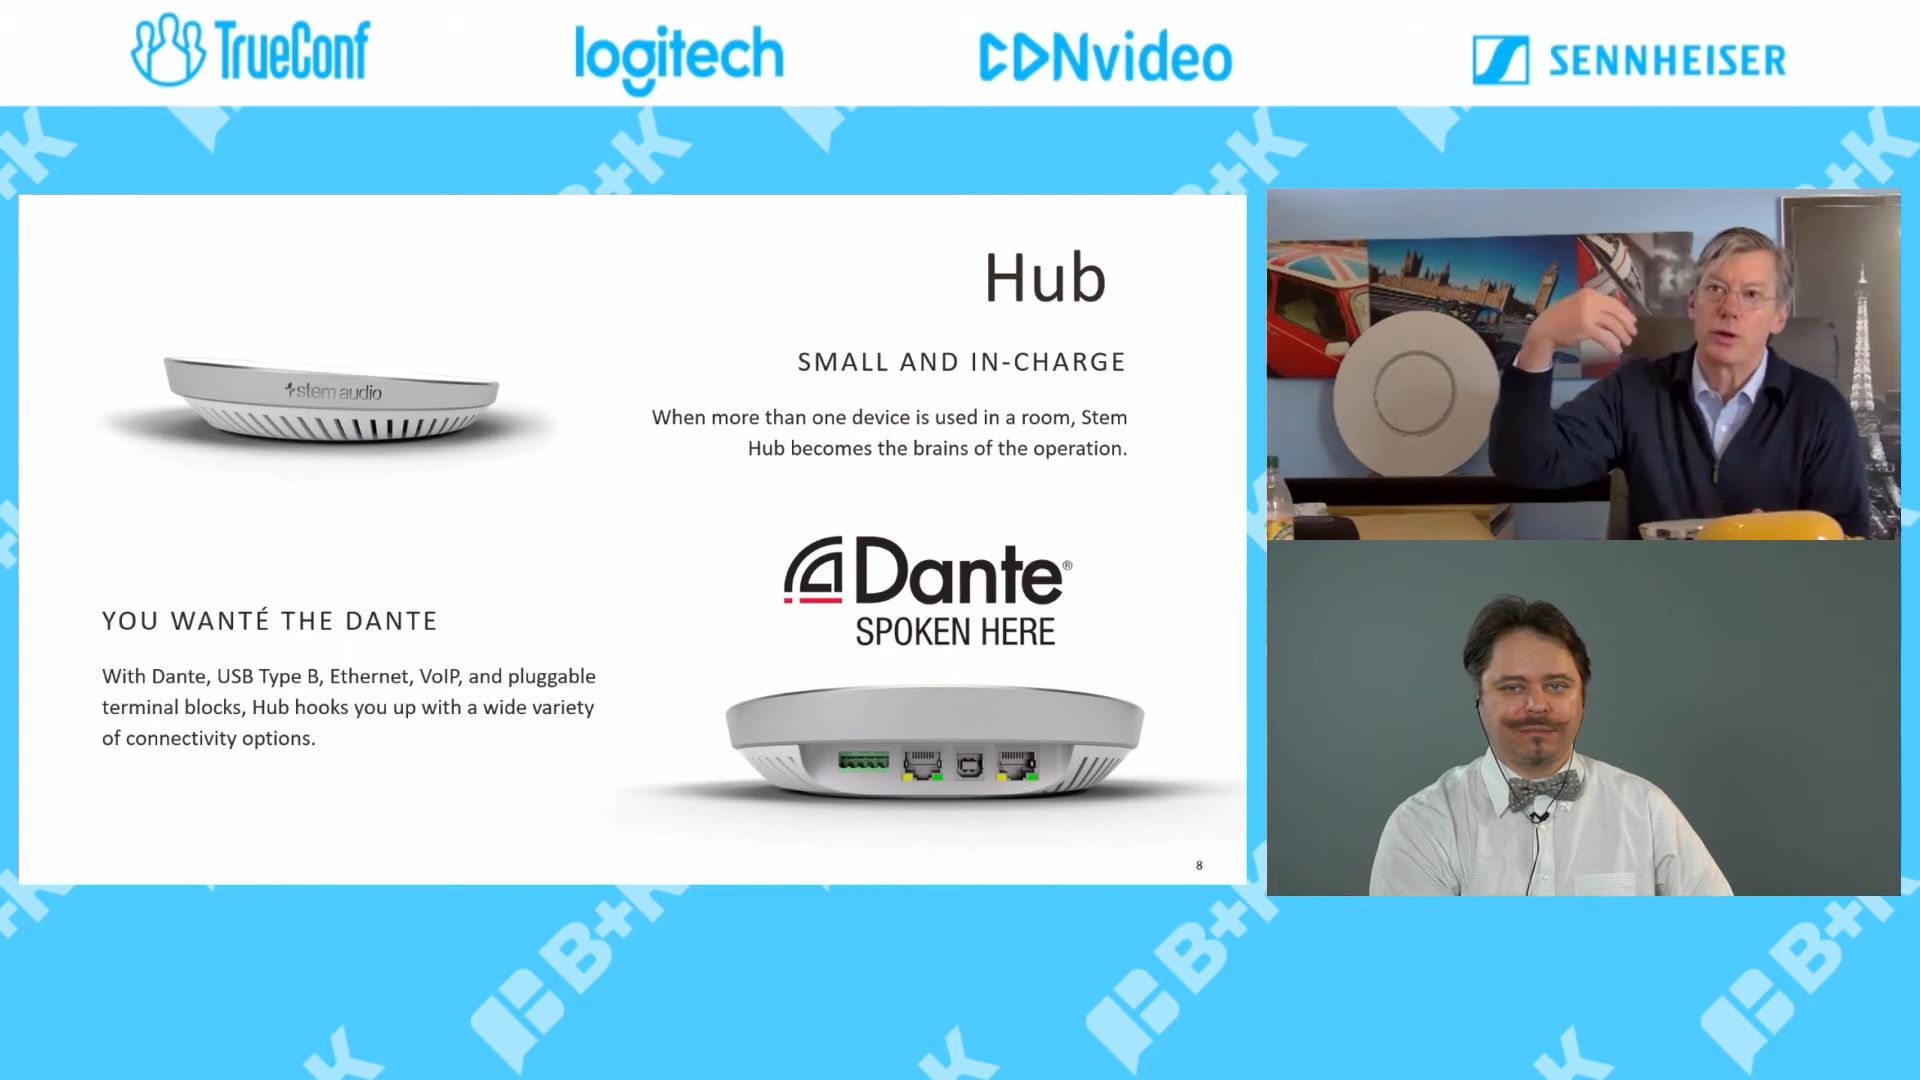 TrueConf
logitech
CDNvideo
SENNHEISER
Hub
SMALL AND IN-CHARGE
When more than one device is used in a room, Stem
Hub becomes the brains of the operation.
stem audio
Dante®
SPOKEN HERE
YOU WANTÉ THE DANTE
With Dante, USB Type B, Ethernet, VoIP, and pluggable
terminal blocks, Hub hooks you up with a wide variety
of connectivity options.
8
B+K
B+K
B+K